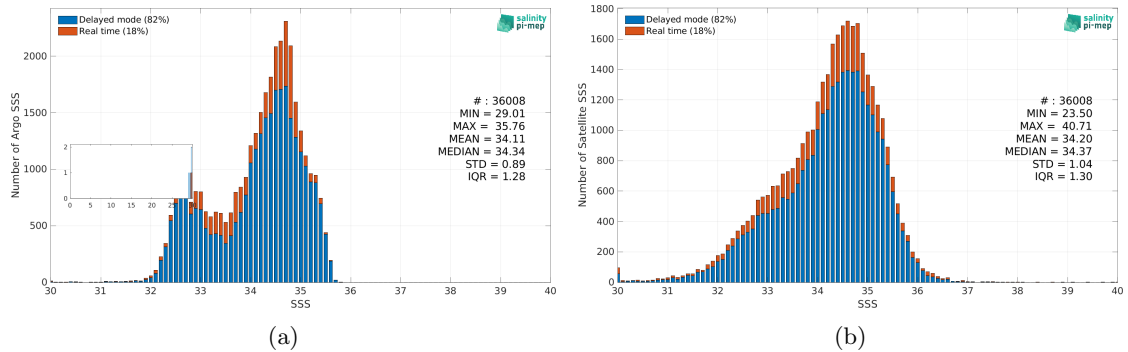 Delayed mode (82%)
Real time (18%)
salinity
pi-mep
Number of Argo SSS
2000
1500
1000
500
0
# : 36008
MIN = 29.01
MAX = 35.76
MEAN = 34.11
MEDIAN = 34.34
STD = 0.89
IQR = 1.28
2
1
0
5 10 15 20 25 30
30 31 32 33 34 35 36 37 38 39 40
SSS
(a)
Delayed mode (82%)
Real time (18%)
salinity
pi-mep
Number of Satellite SSS
1800
1600
1400
1200
1000
800
600
400
200
0
# : 36008
MIN = 23.50
MAX = 40.71
MEAN = 34.20
MEDIAN = 34.37
STD = 1.04
IQR = 1.30
30 31 32 33 34 35 36 37 38 39 40
SSS
(b)